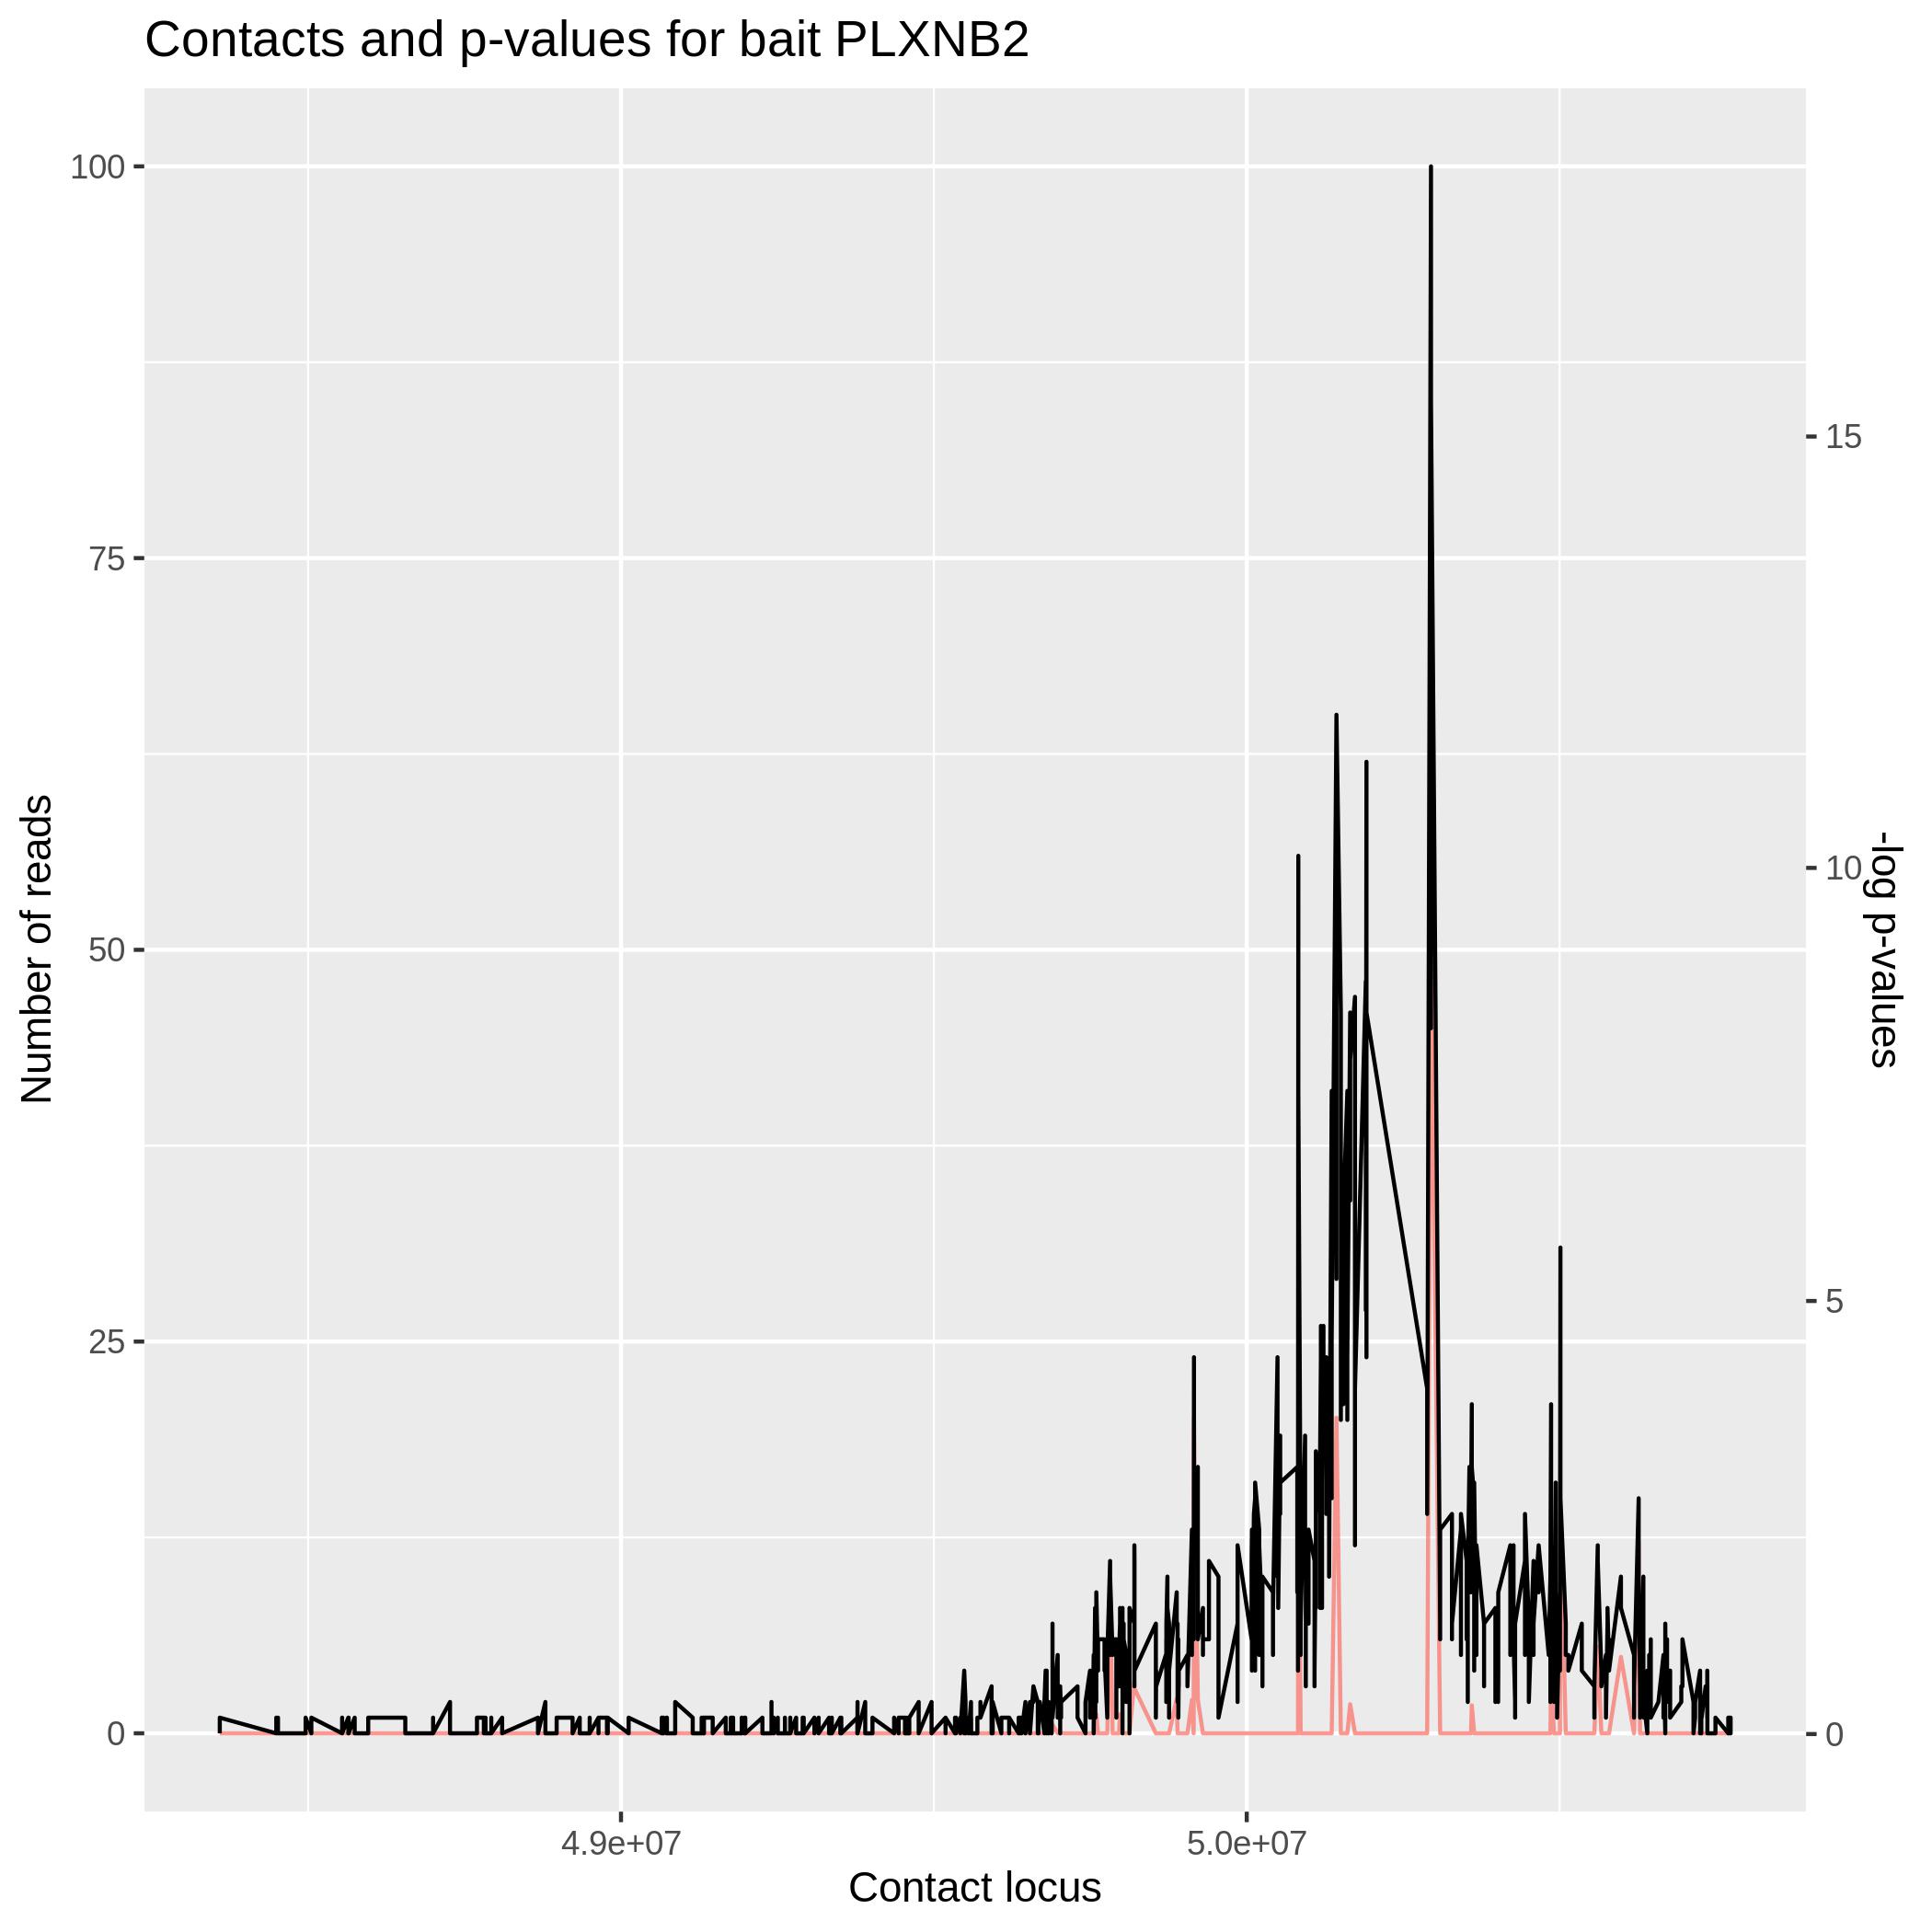 Contacts and p-values for bait PLXNB2
100
75
50
25
0
Number of reads
15
10
5
0
-log p-values
4.9e+07
5.0e+07
Contact locus